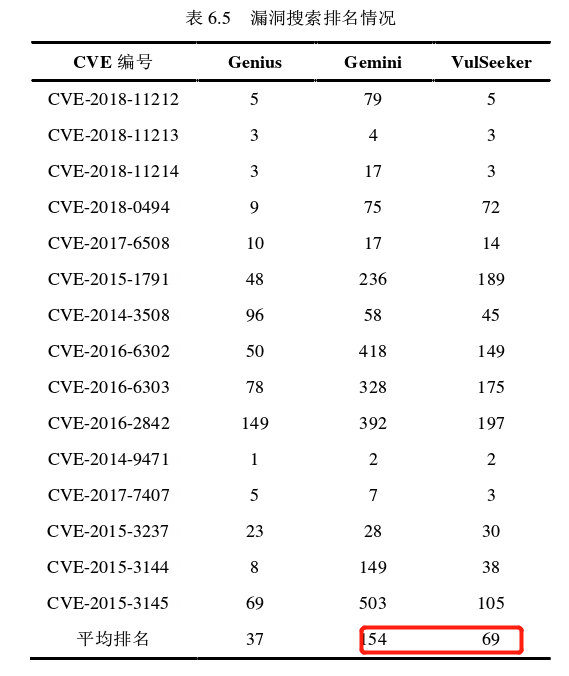 表 6.5 漏洞搜索排名情况
CVE 编号 Genius Gemini VulSeeker
CVE-2018-11212 5 79 5
CVE-2018-11213 3 4 3
CVE-2018-11214 3 17 3
CVE-2018-0494 9 75 72
CVE-2017-6508 10 17 14
CVE-2015-1791 48 236 189
CVE-2014-3508 96 58 45
CVE-2016-6302 50 418 149
CVE-2016-6303 78 328 175
CVE-2016-2842 149 392 197
CVE-2014-9471 1 2 2
CVE-2017-7407 5 7 3
CVE-2015-3237 23 28 30
CVE-2015-3144 8 149 38
CVE-2015-3145 69 503 105
平均排名 37 154 69